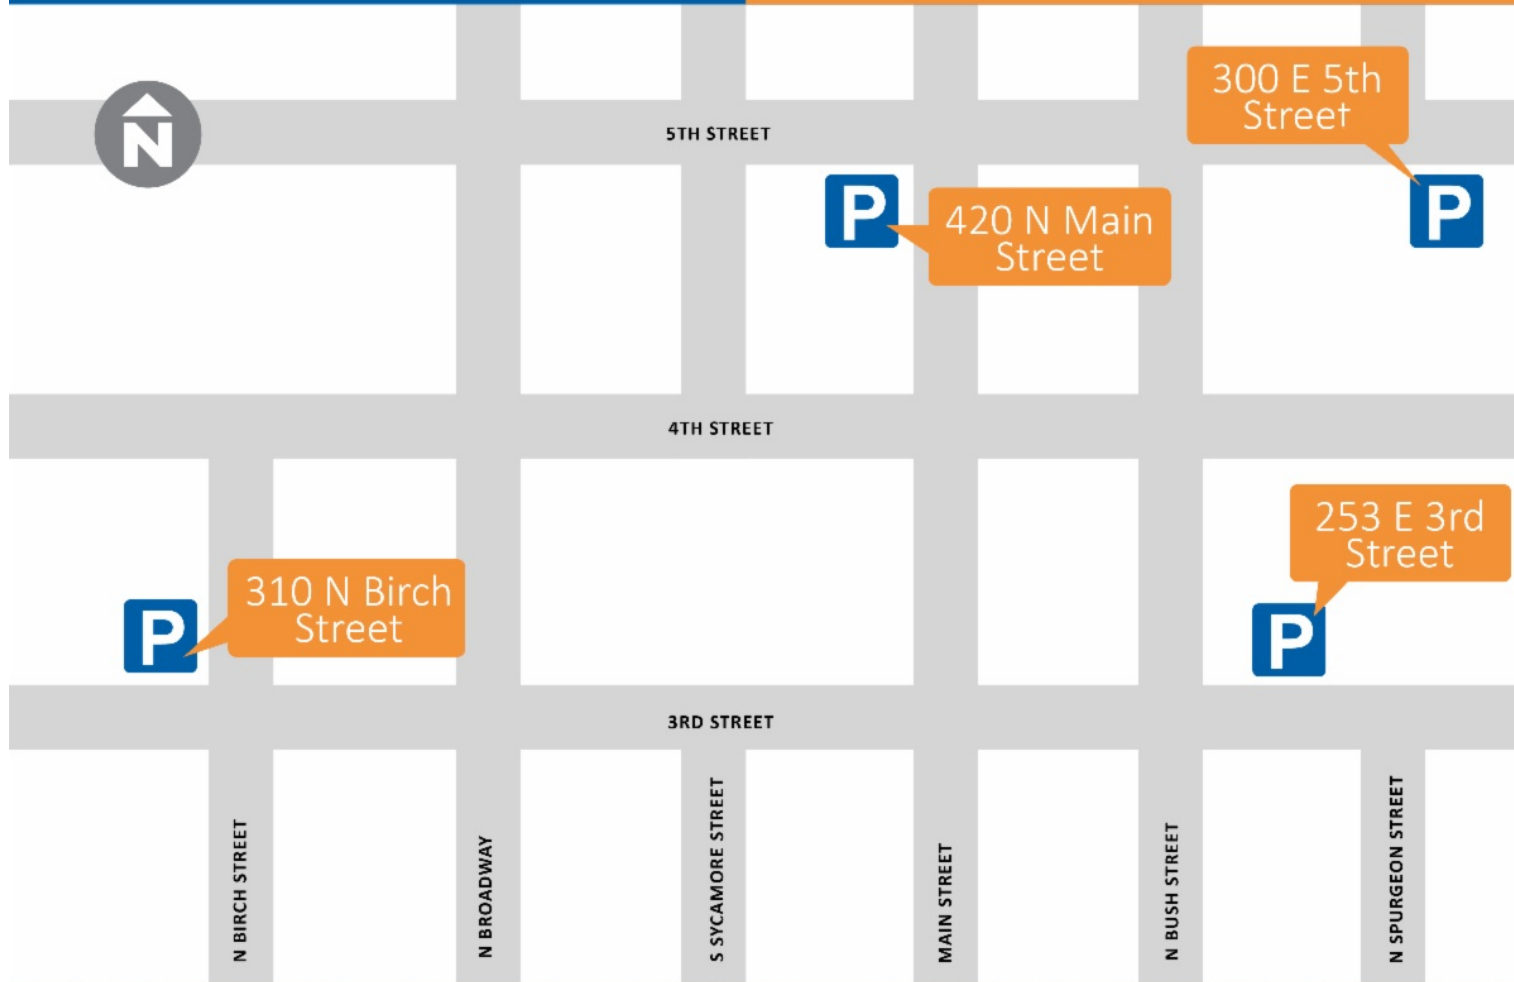 300 E 5th
Street
N
5TH STREET
P
P
420 N Main
Street
4TH STREET
253 E 3rd
Street
310 N Birch
Street
P
P
3RD STREET
N BIRCH STREET
N BROADWAY
S SYCAMORE STREET
MAIN STREET
N BUSH STREET
N SPURGEON STREET